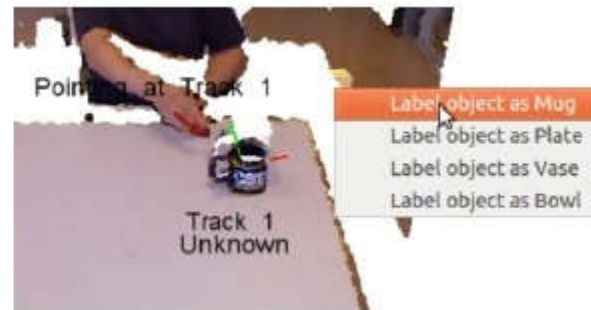 Pointing at Track 1
Label object as Mug
Label object as Plate
Label object as Vase
Label object as Bowl
Track 1
Unknown